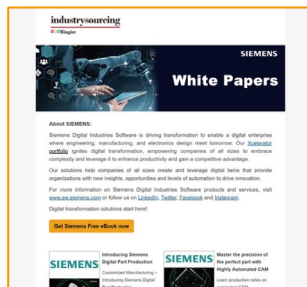 industrysourcing
Ringier
SIEMENS
White Papers
About SIEMENS:
Siemens Digital Industries Software is driving transformation to enable a digital enterprise
where engineering, manufacturing, and electronics design meet tomorrow. Our Xcelerator
portfolio ignites digital transformation, empowering companies of all sizes to embrace
complexity and leverage it to enhance productivity and gain a competitive advantage.
Our solutions help companies of all sizes create and leverage digital twins that provide
organizations with new insights, opportunities and levels of automation to drive innovation.
For more information on Siemens Digital Industries Software products and services, visit
www.sw.siemens.com or follow us on LinkedIn, Twitter, Facebook and Instagram.
Digital transformation solutions start here!
Get Siemens Free eBook now
SIEMENS
Introducing Siemens
Digital Part Production
Customized Manufacturing –
Introducing Siemens Digital
SIEMENS
Master the precision of
the perfect part with
Highly Automated CAM
Learn production relies on